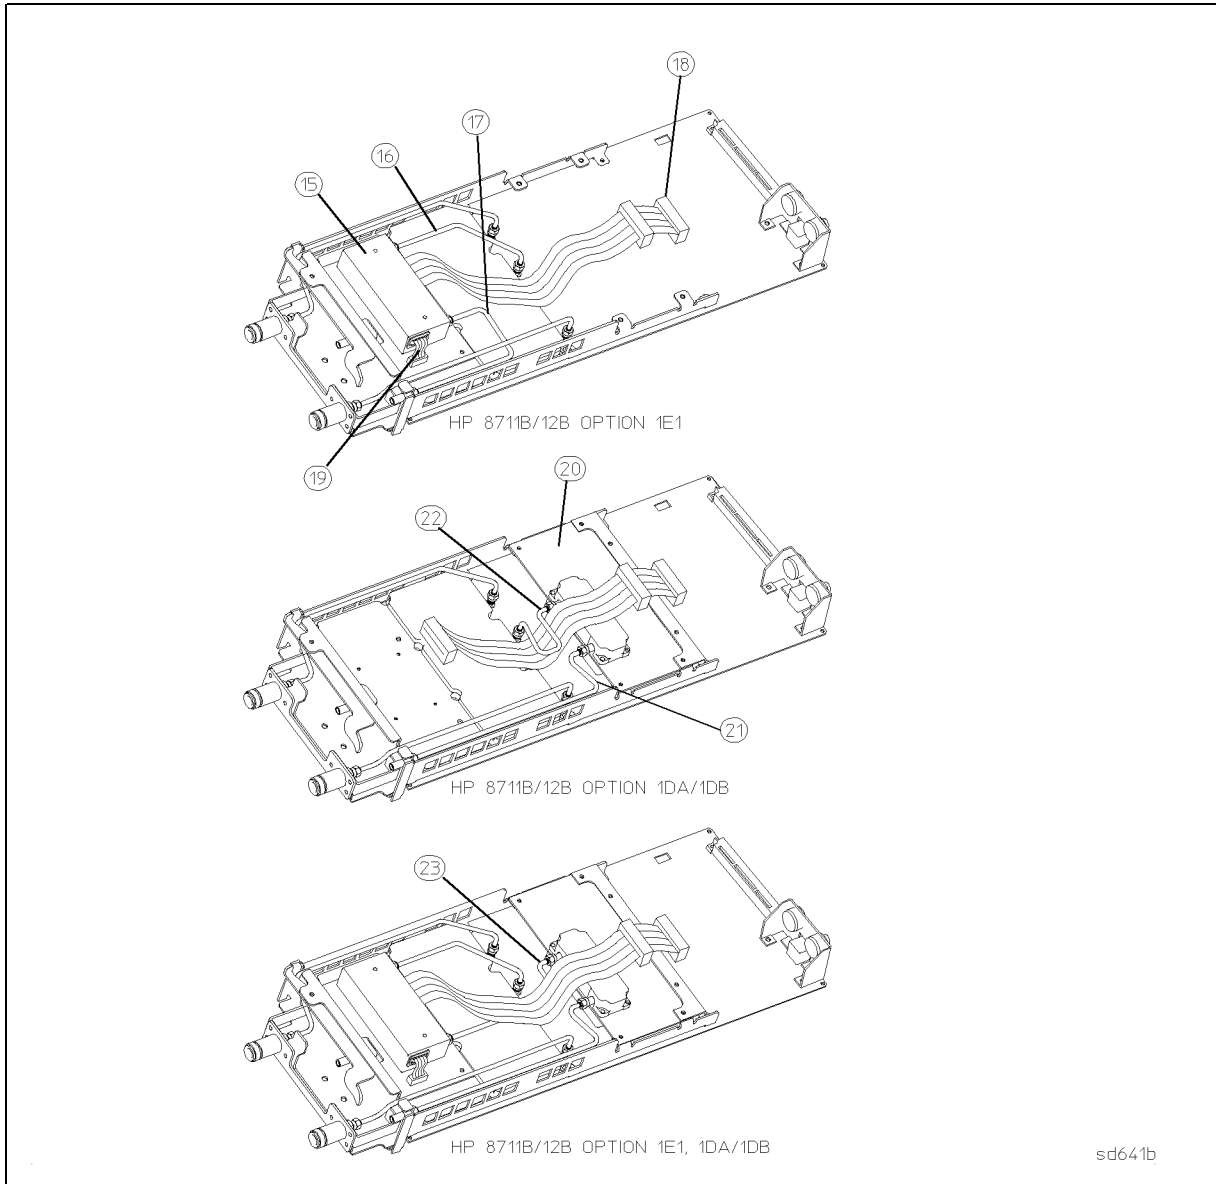 18
17
16
15
HP 8711B/12B OPTION 1E1
19
20
22
21
HP 8711B/12B OPTION 1DA/1DB
23
HP 8711B/12B OPTION 1E1, 1DA/1DB
sd641b